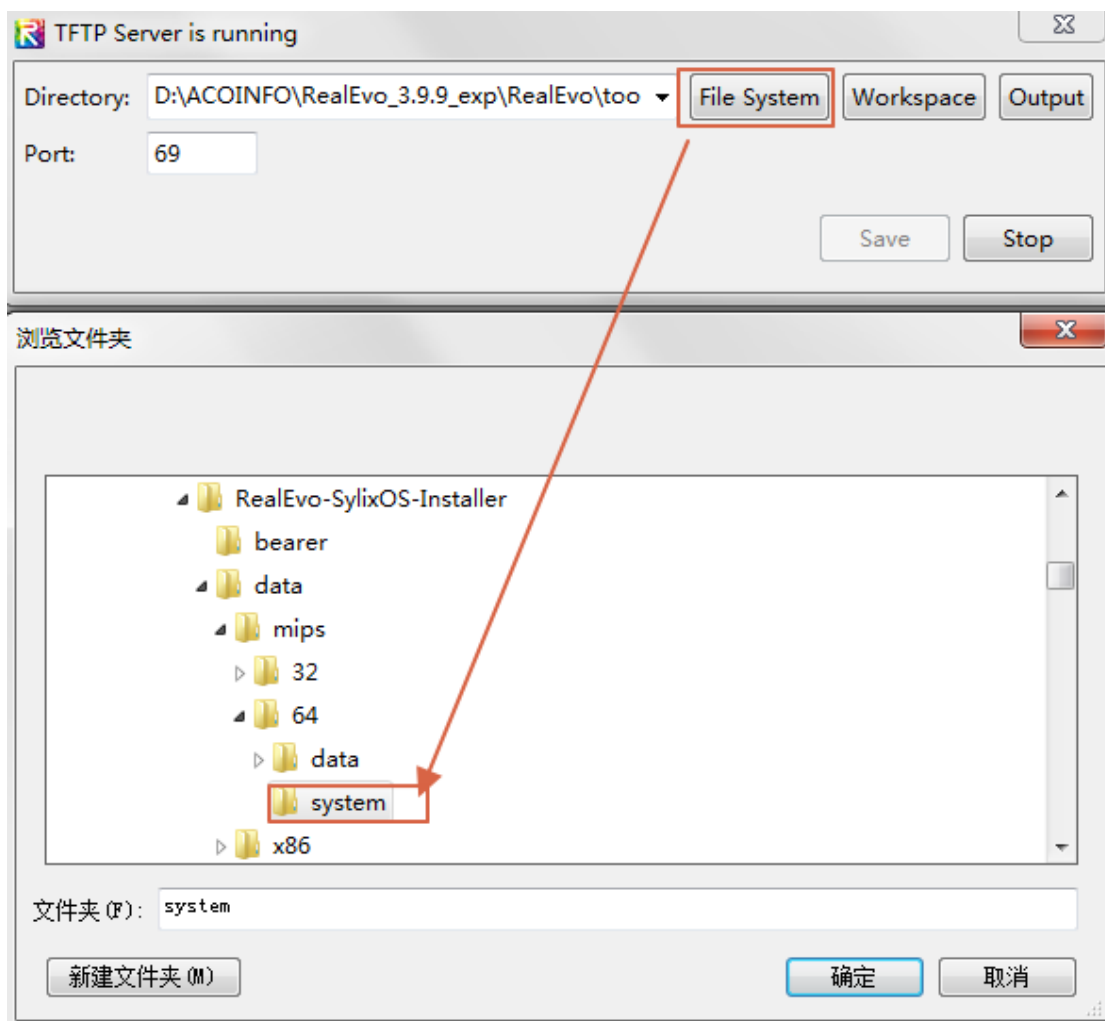 TFTP Server is running
Directory: D:\ACOINFO\RealEvo_3.9.9_exp\RealEvo\too File System Workspace Output
Port: 69
Save Stop
浏览文件夹
RealEvo-SylixOS-Installer
bearer
data
mips
32
64
data
system
x86
文件夹(F): system
新建文件夹(M) 确定 取消